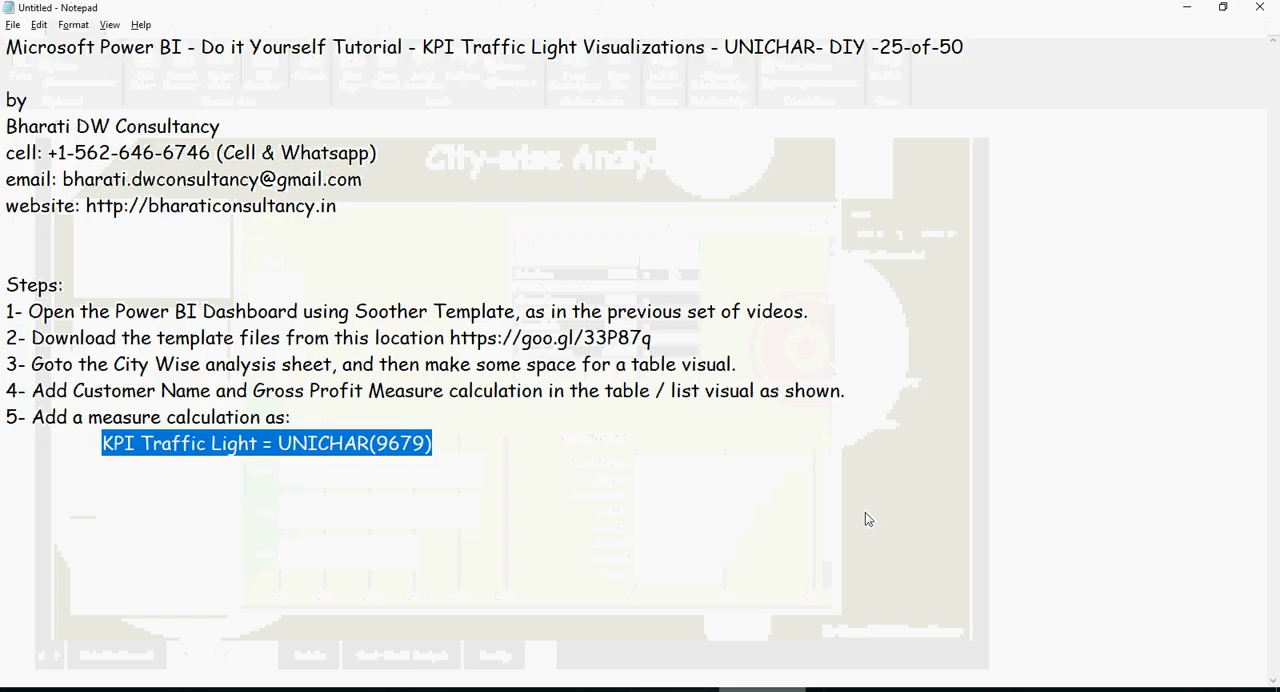 Untitled - Notepad
File Edit Format View Help
Microsoft Power BI - Do it Yourself Tutorial - KPI Traffic Light Visualizations - UNICHAR- DIY -25-of-50
by
Bharati DW Consultancy
cell: +1-562-646-6746 (Cell & Whatsapp)
email: bharati.dwconsultancy@gmail.com
website: http://bharaticonsultancy.in
Steps:
1- Open the Power BI Dashboard using Soother Template, as in the previous set of videos.
2- Download the template files from this location https://goo.gl/33P87q
3- Goto the City Wise analysis sheet, and then make some space for a table visual.
4- Add Customer Name and Gross Profit Measure calculation in the table / list visual as shown.
5- Add a measure calculation as:
KPI Traffic Light = UNICHAR(9679)
City-wise